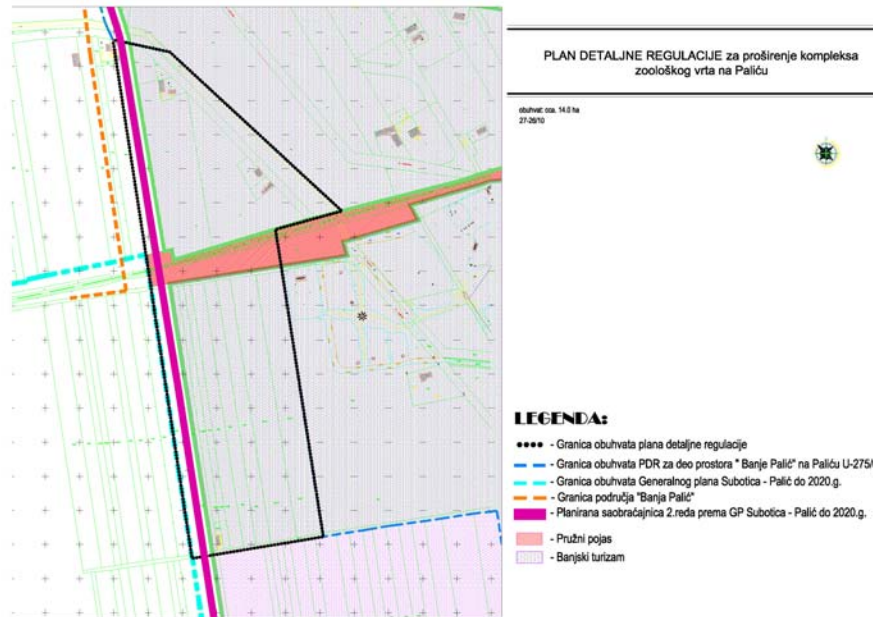 PLAN DETALJNE REGULACIJE za proširenje kompleksa
zoološkog vrta na Paliću
obuhvat: cca. 14.0 ha
27-26/10
LEGENDA:
- Granica obuhvata plana detaljne regulacije
- Granica obuhvata PDR za deo prostora " Banje Palić" na Paliću U-275/
- Granica obuhvata Generalnog plana Subotica - Palić do 2020.g.
- Granica područja "Banja Palić"
- Planirana saobraćajnica 2.reda prema GP Subotica - Palić do 2020.g.
- Pružni pojas
- Banjski turizam